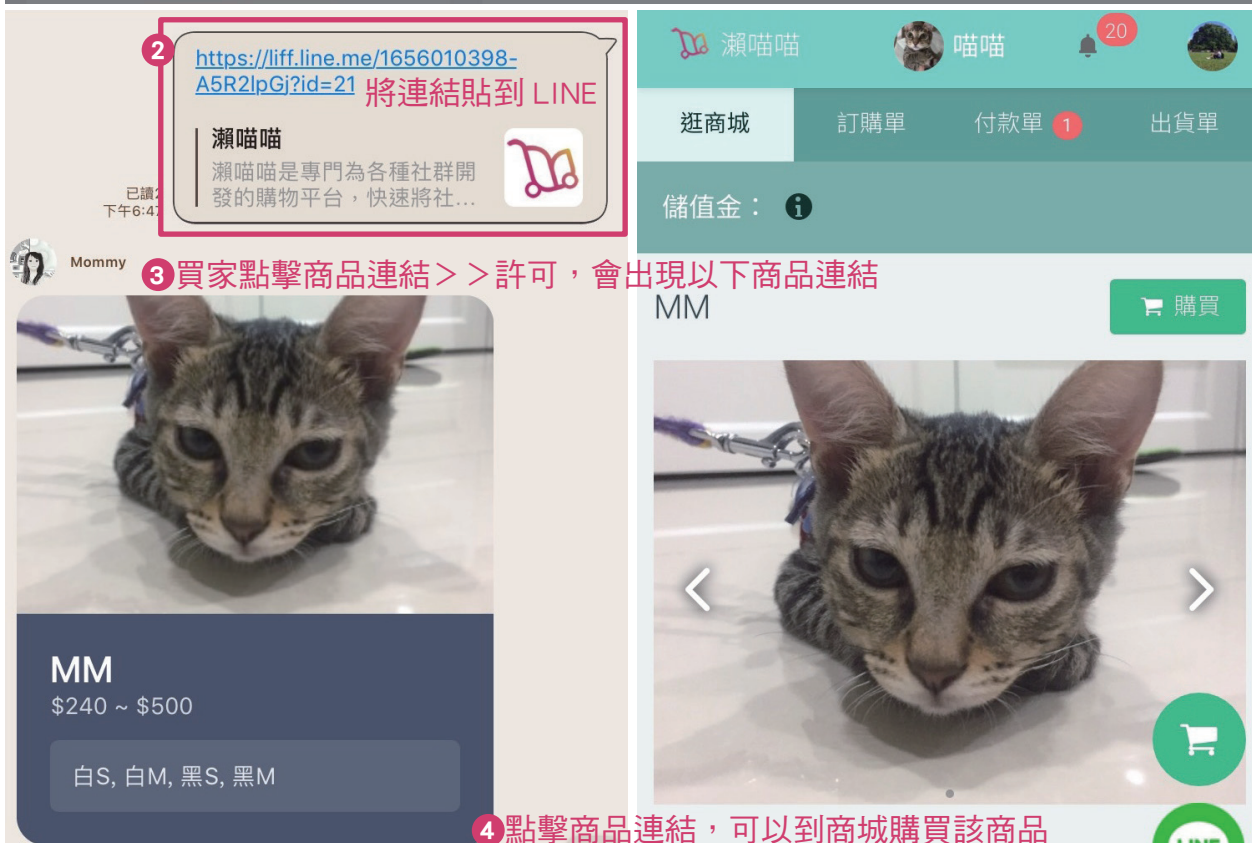 2
https://liff.line.me/1656010398-
A5R2lpGj?id=21
將連結貼到 LINE
瀨喵喵
瀨喵喵是專門為各種社群開
發的購物平台,快速將社...
已讀2
下午6:47
Mommy
3買家點擊商品連結>>許可,會出現以下商品連結
MM
$240 ~ $500
白S, 白M, 黑S, 黑M
瀨喵喵
喵喵
20
逛商城
訂購單
付款單 1
出貨單
儲值金:
MM
購買
4點擊商品連結,可以到商城購買該商品
LINE